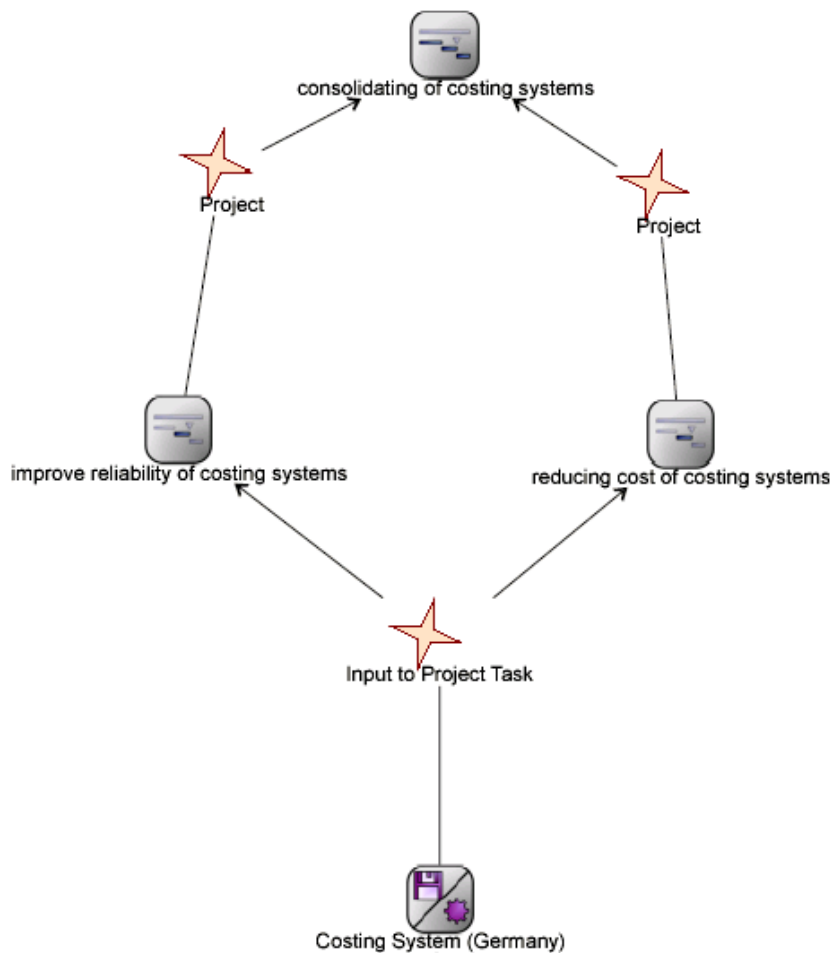 consolidating of costing systems
Project
Project
improve reliability of costing systems
reducing cost of costing systems
Input to Project Task
Costing System (Germany)